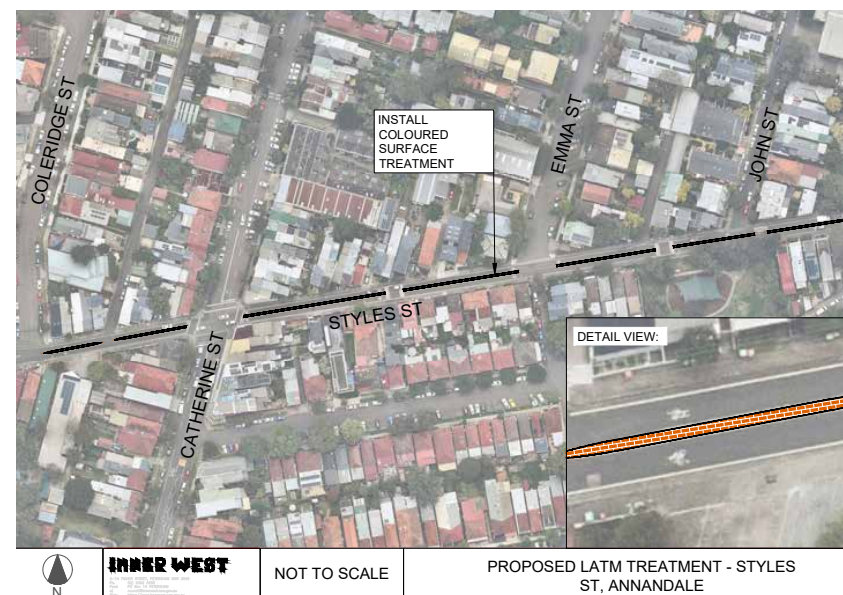 COLERIDGE ST
INSTALL
COLOURED
SURFACE
TREATMENT
EMMA ST
JOHN ST
STYLES ST
CATHERINE ST
DETAIL VIEW:
N
INNER WEST
NOT TO SCALE
PROPOSED LATM TREATMENT - STYLES
ST, ANNANDALE